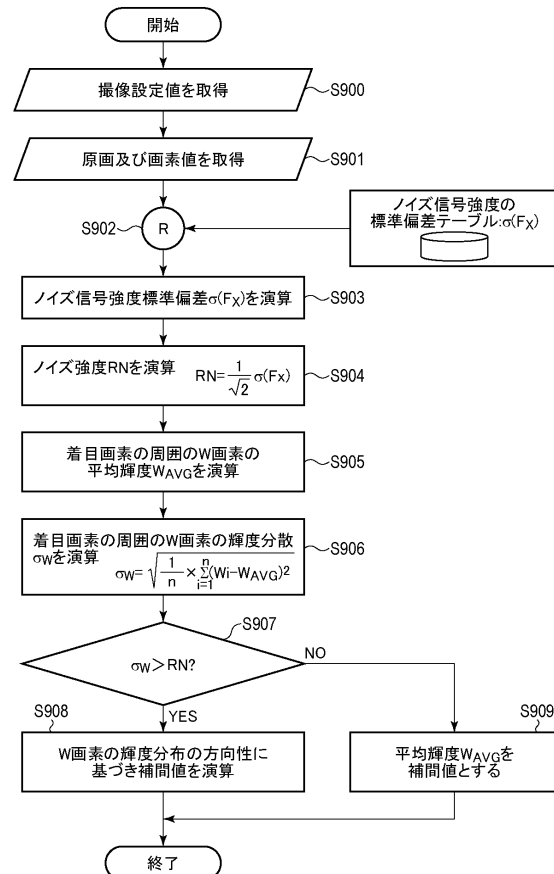 開始
撮像設定値を取得
S900
原画及び画素値を取得
S901
S902
R
ノイズ信号強度の
標準偏差テーブル:σ(FX)
ノイズ信号強度標準偏差σ(FX)を演算
S903
ノイズ強度RNを演算 RN=1/√2 σ(Fx)
S904
着目画素の周囲のW画素の
平均輝度WAVGを演算
S905
着目画素の周囲のW画素の輝度分散
σWを演算
σW=√(1/n × Σ(Wi−WAVG)2) n i=1
S906
S907
σW>RN?
NO
YES
S908
W画素の輝度分布の方向性に
基づき補間値を演算
S909
平均輝度WAVGを
補間値とする
終了